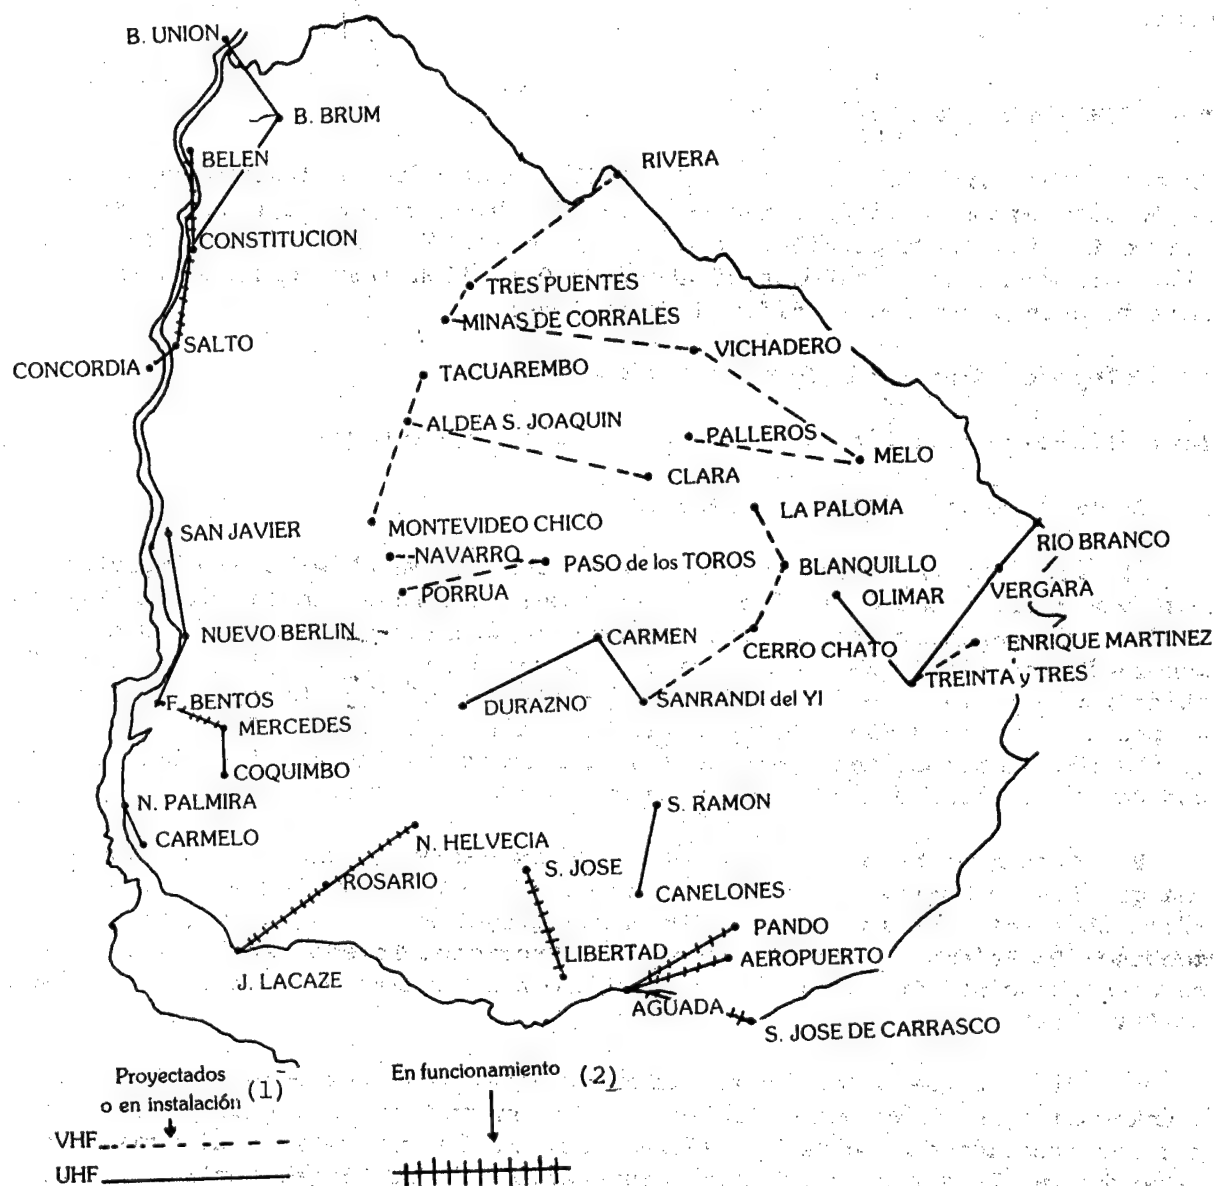 B. UNION
B. BRUM
BELEN
RIVERA
CONSTITUCION
TRES PUENTES
MINAS DE CORRALES
SALTO
VICHADERO
CONCORDIA
TACUAREMBO
ALDEA S. JOAQUIN
PALLEROS
MELO
CLARA
LA PALOMA
SAN JAVIER
MONTEVIDEO CHICO
RIO BRANCO
NAVARRO
PASO de los TOROS
BLANQUILLO
PORRUA
OLIMAR
VERGARA
NUEVO BERLIN
CARMEN
CERRO CHATO
ENRIQUE MARTINEZ
TREINTA y TRES
F. BENTOS
DURAZNO
SANRANDI del YI
MERCEDES
COQUIMBO
N. PALMIRA
S. RAMON
CARMELO
N. HELVECIA
S. JOSE
ROSARIO
CANELONES
PANDO
LIBERTAD
AEROPUERTO
J. LACAZE
AGUADA
S. JOSE DE CARRASCO
Proyectados
o en instalación (1)
En funcionamiento (2)
VHF
UHF